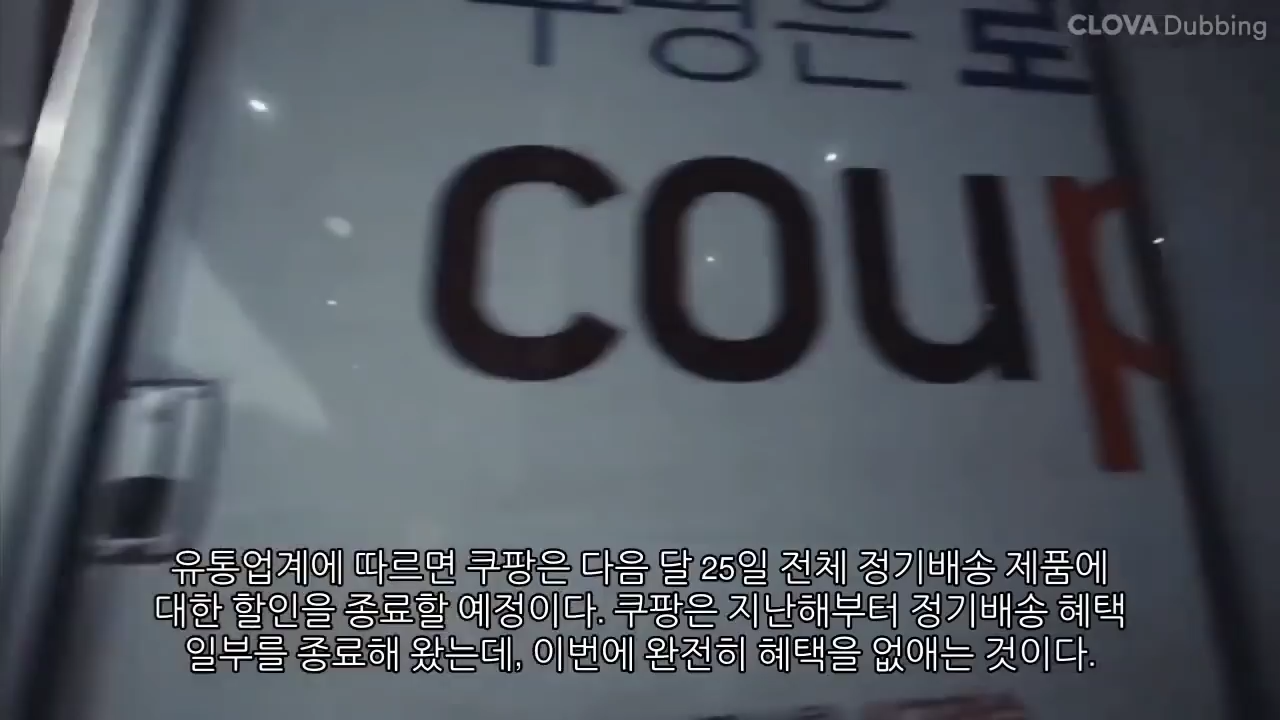 CLOVA Dubbing
은
coup
유통업계에 따르면 쿠팡은 다음 달 25일 전체 정기배송 제품에
대한 할인을 종료할 예정이다. 쿠팡은 지난해부터 정기배송 혜택
일부를 종료해 왔는데, 이번에 완전히 혜택을 없애는 것이다.